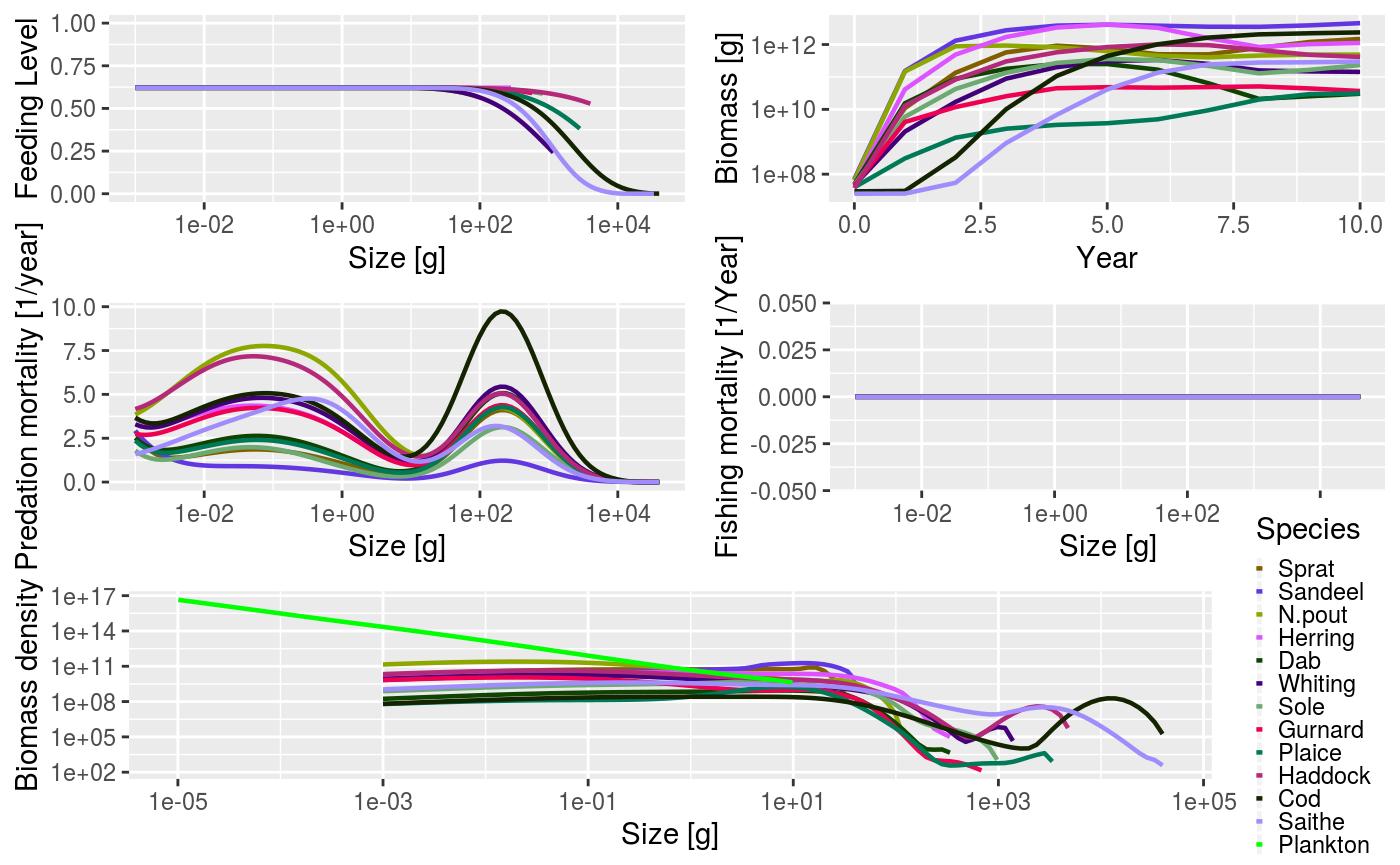 Feeding Level
1.00
0.75
0.50
0.25
0.00
1e-02 1e+00 1e+02 1e+04
Size [g]
Biomass [g]
1e+12
1e+10
1e+08
0.0 2.5 5.0 7.5 10.0
Year
Predation mortality [1/year]
10.0
7.5
5.0
2.5
0.0
1e-02 1e+00 1e+02 1e+04
Size [g]
Fishing mortality [1/Year]
0.050
0.025
0.000
-0.025
-0.050
1e-02 1e+00 1e+02
Size [g]
Biomass density
1e+17
1e+14
1e+11
1e+08
1e+05
1e+02
1e-05 1e-03 1e-01 1e+01 1e+03 1e+05
Size [g]
Species
Sprat
Sandeel
N.pout
Herring
Dab
Whiting
Sole
Gurnard
Plaice
Haddock
Cod
Saithe
Plankton